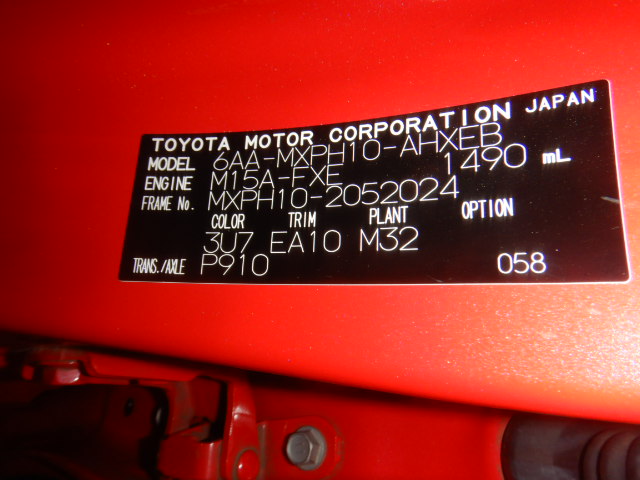 TOYOTA MOTOR CORPORATION JAPAN
MODEL 6AA-MXPH10-AHXEB
ENGINE M15A-FXE 1490 mL
FRAME No. MXPH10-2052024
COLOR TRIM PLANT OPTION
3U7 EA10 M32
TRANS./AXLE P910 058